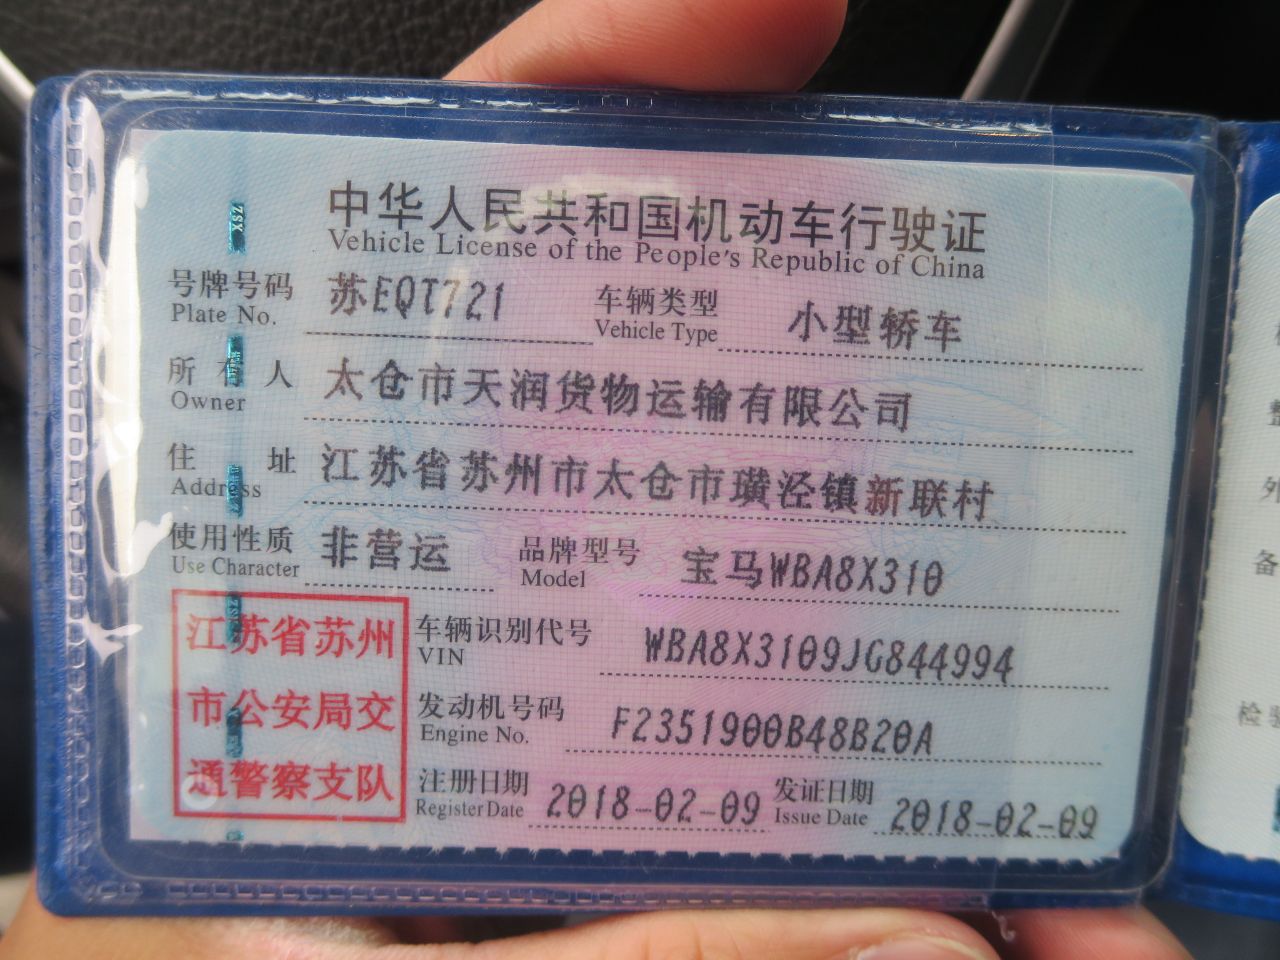 中华人民共和国机动车行驶证
Vehicle License of the People's Republic of China
号牌号码 苏EQT721 车辆类型 小型轿车
Plate No. Vehicle Type
所有人 太仓市天润货物运输有限公司
Owner
住址 江苏省苏州市太仓市璜泾镇新联村
Address
使用性质 非营运 品牌型号 宝马WBA8X310
Use Character Model
江苏省苏州
市公安局交
通警察支队
车辆识别代号 WBA8X3109JG844994
VIN
发动机号码 F2351900B48B20A
Engine No.
注册日期 2018-02-09 发证日期 2018-02-09
Register Date Issue Date
外
备
检验